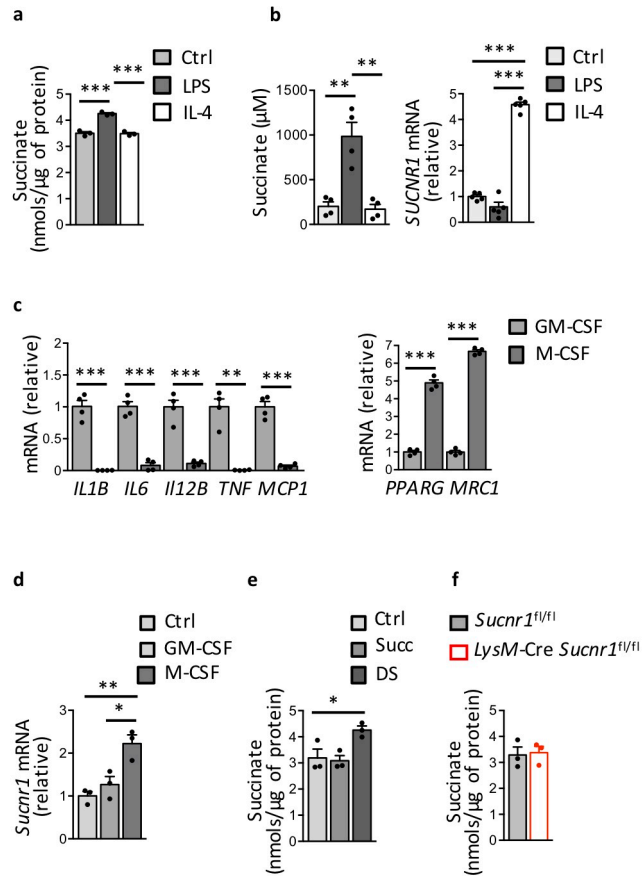 a
Ctrl
LPS
IL-4
*** ***
Succinate
(nmols/µg of protein)
5
4
3
2
1
0
b
Ctrl
LPS
IL-4
** **
Succinate (µM)
1500
1000
500
0
***
***
SUCNR1 mRNA
(relative)
5
4
3
2
1
0
c
*** *** *** ** ***
mRNA (relative)
2
1.5
1
0.5
0
IL1B IL6 Il12B TNF MCP1
GM-CSF
M-CSF
*** ***
mRNA (relative)
7
6
5
4
3
2
1
0
PPARG MRC1
d
Ctrl
GM-CSF
M-CSF
**
*
Sucnr1 mRNA
(relative)
3
2
1
0
e
Ctrl
Succ
DS
*
Succinate
(nmols/µg of protein)
5
4
3
2
1
0
f
Sucnr1fl/fl
LysM-Cre Sucnr1fl/fl
Succinate
(nmols/µg of protein)
5
4
3
2
1
0